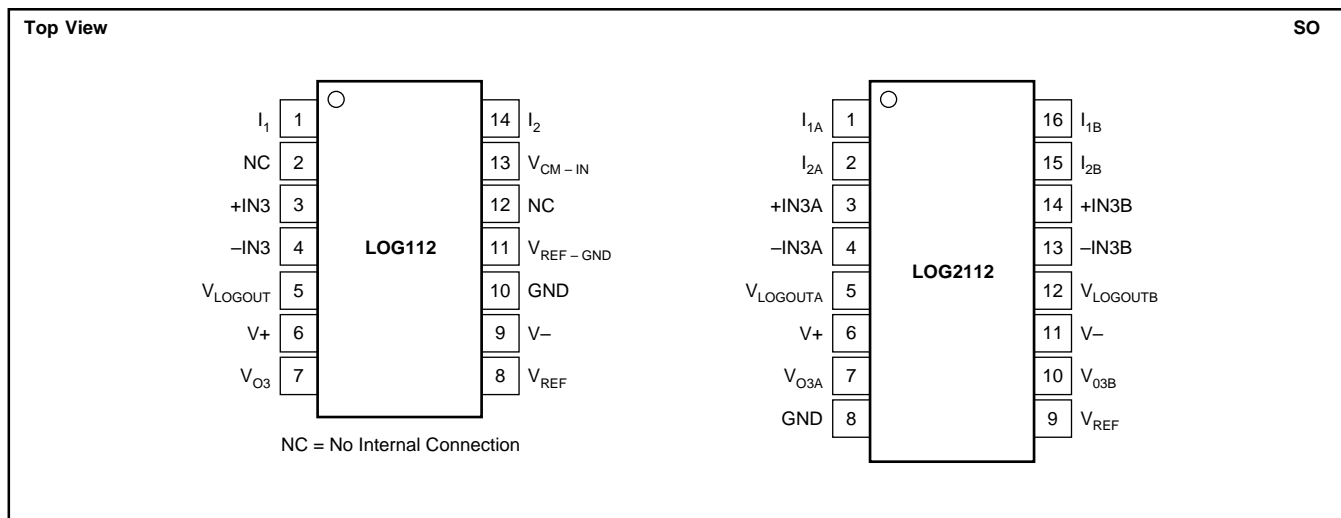 Top View
SO
I1 1
NC 2
+IN3 3
–IN3 4
VLOGOUT 5
V+ 6
VO3 7
LOG112
14 I2
13 VCM – IN
12 NC
11 VREF – GND
10 GND
9 V–
8 VREF
NC = No Internal Connection
I1A 1
I2A 2
+IN3A 3
–IN3A 4
VLOGOUTA 5
V+ 6
VO3A 7
GND 8
LOG2112
16 I1B
15 I2B
14 +IN3B
13 –IN3B
12 VLOGOUTB
11 V–
10 V03B
9 VREF